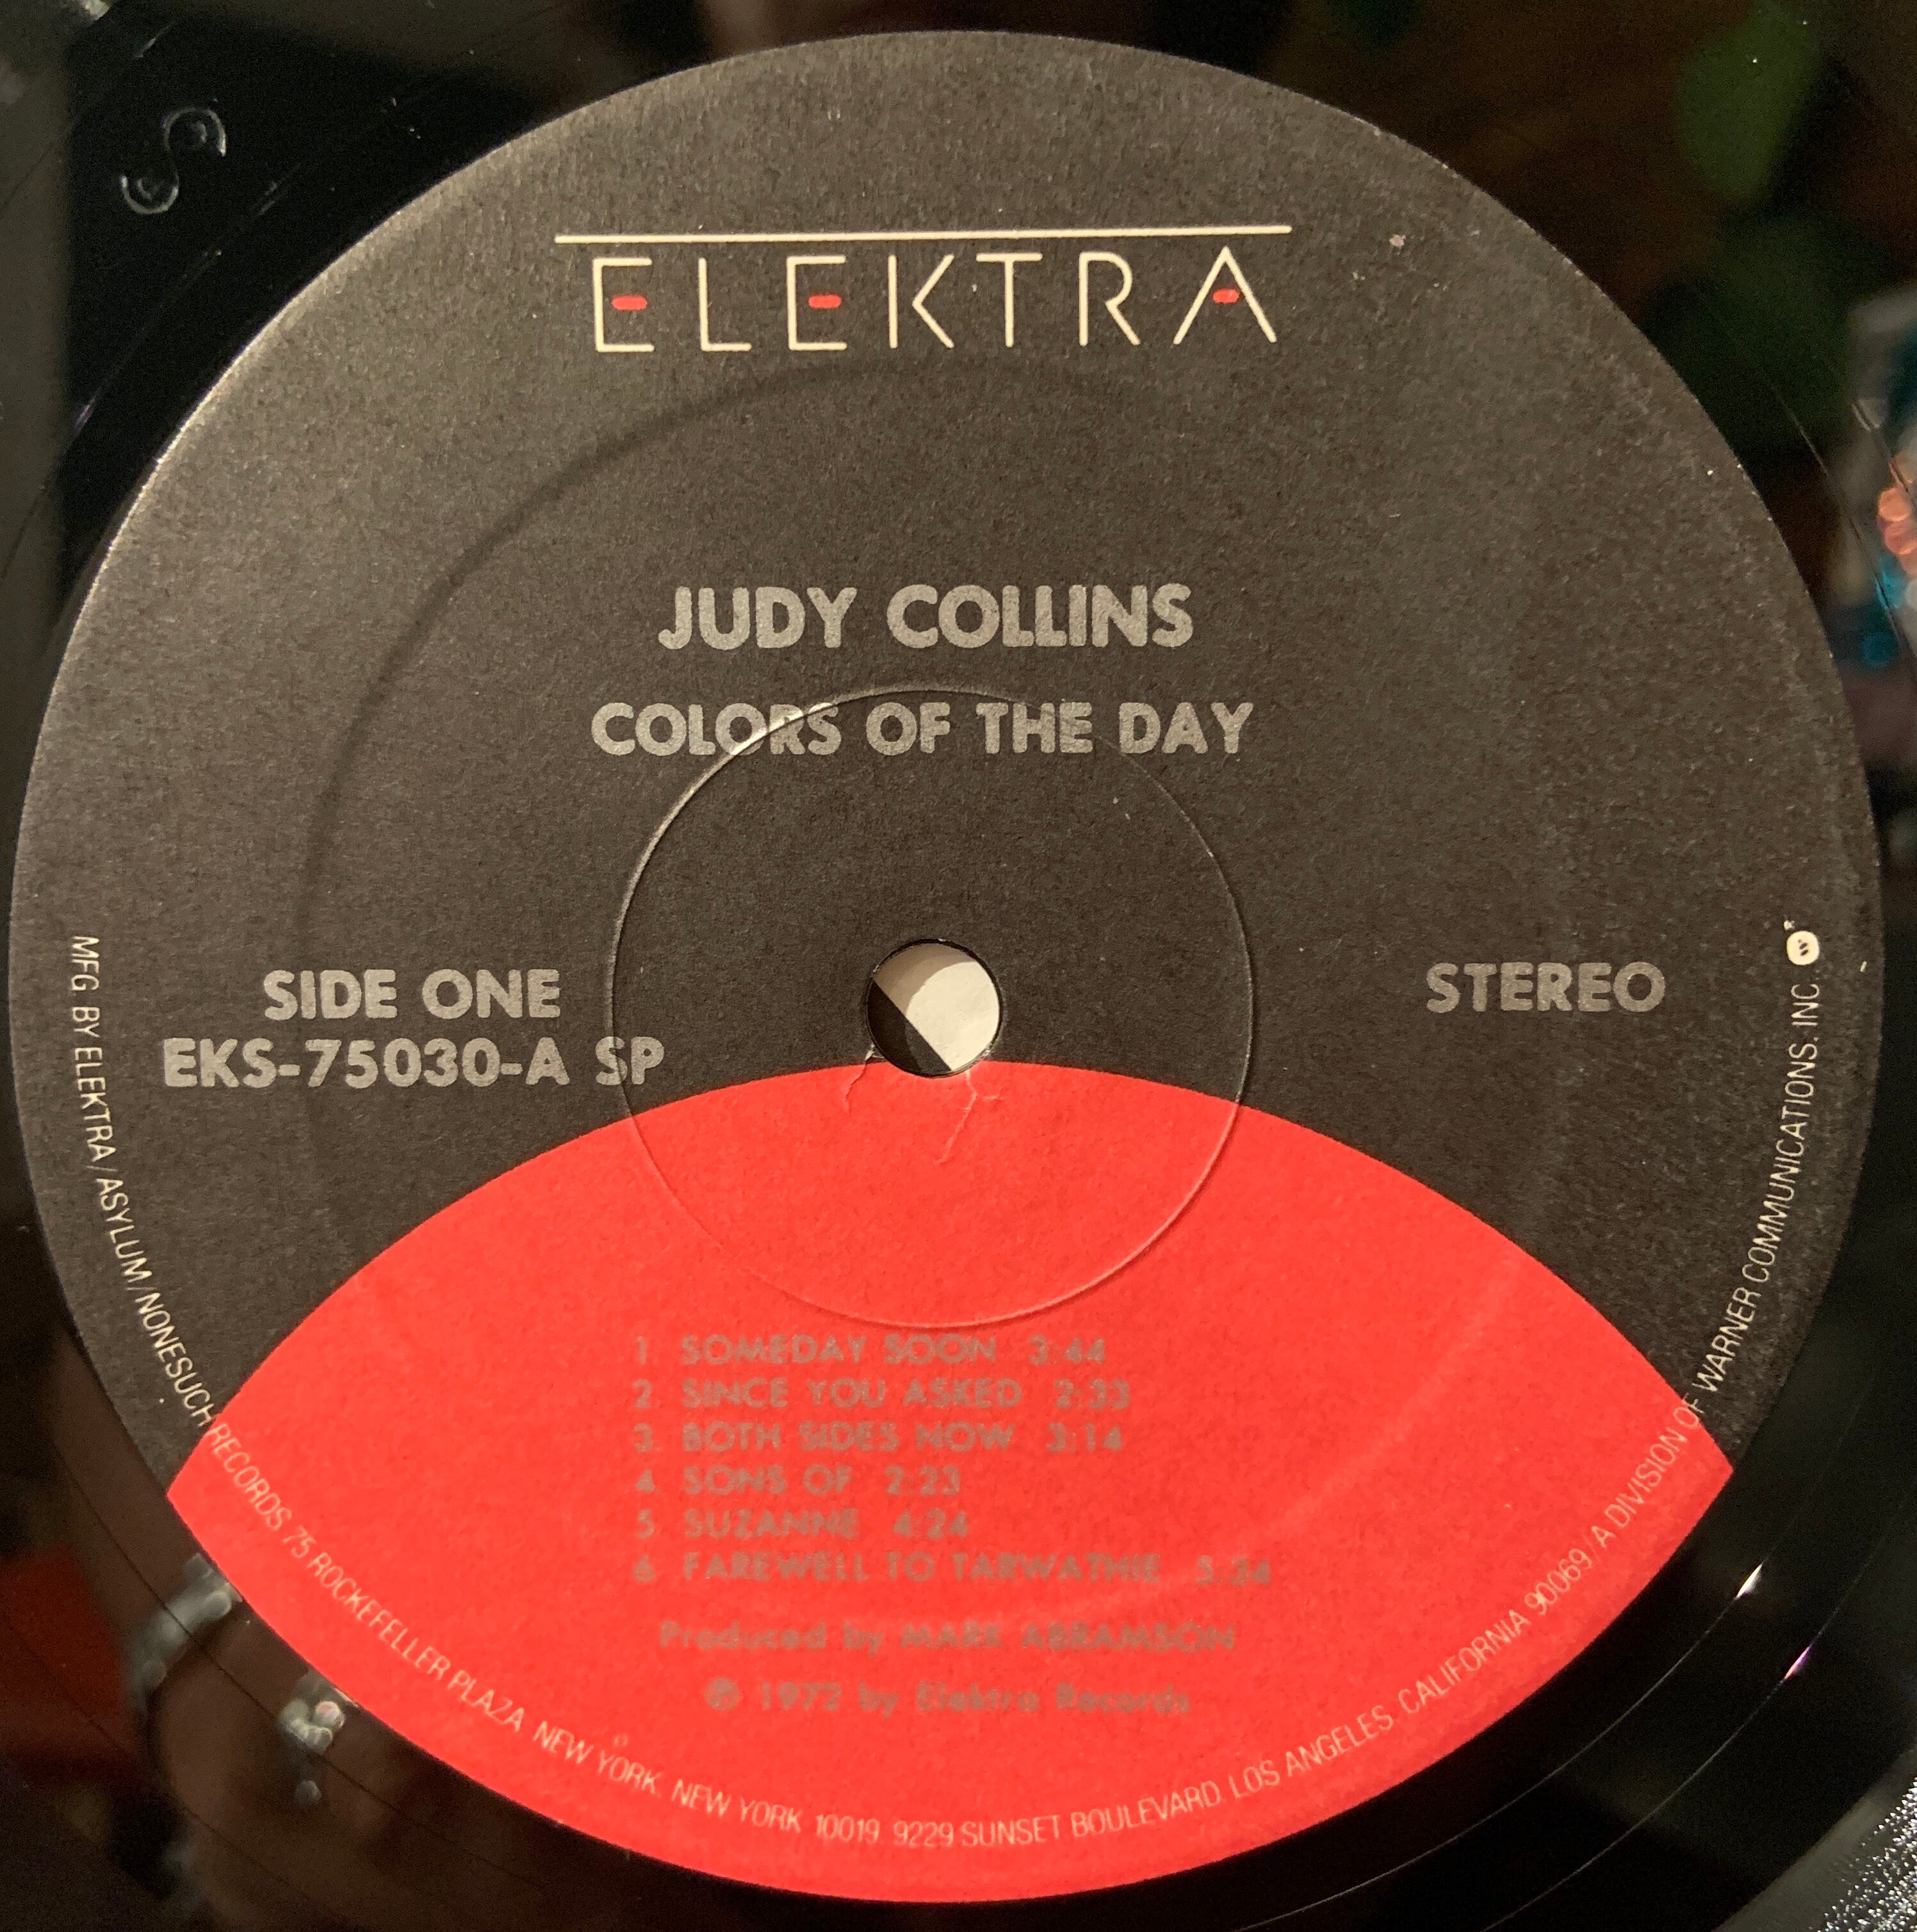 S
ELEKTRA
JUDY COLLINS
COLORS OF THE DAY
SIDE ONE
EKS-75030-A SP
STEREO
1. SOMEDAY SOON 3:44
2. SINCE YOU ASKED 2:33
3. BOTH SIDES NOW 3:14
4. SONS OF 2:23
5. SUZANNE 4:24
6. FAREWELL TO TARWATHIE 5:34
Produced by MARK ABRAMSON
℗ 1972 by Elektra Records
MFG. BY ELEKTRA/ASYLUM/NONESUCH RECORDS 75 ROCKEFELLER PLAZA, NEW YORK, NEW YORK 10019 9229 SUNSET BOULEVARD, LOS ANGELES, CALIFORNIA 90069/A DIVISION OF WARNER COMMUNICATIONS, INC.